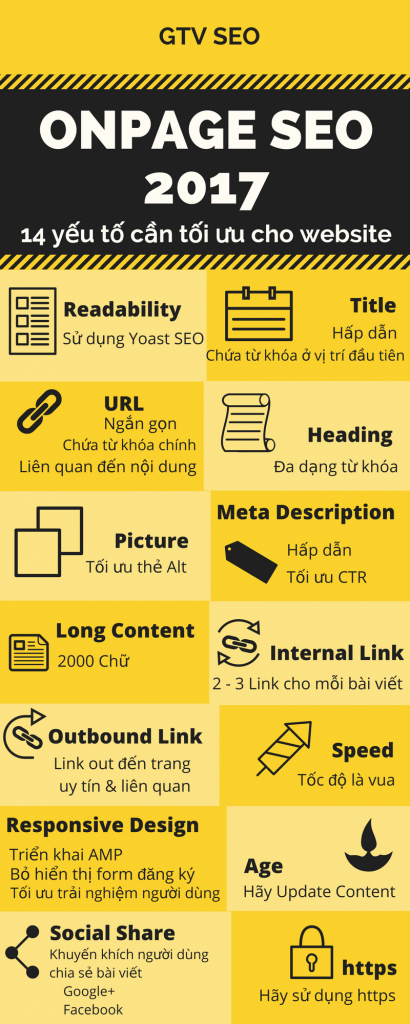 GTV SEO
ONPAGE SEO
2017
14 yếu tố cần tối ưu cho website
Readability
Sử dụng Yoast SEO
Title
Hấp dẫn
Chứa từ khóa ở vị trí đầu tiên
URL
Ngắn gọn
Chứa từ khóa chính
Liên quan đến nội dung
Heading
Đa dạng từ khóa
Picture
Tối ưu thẻ Alt
Meta Description
Hấp dẫn
Tối ưu CTR
Long Content
2000 Chữ
Internal Link
2 - 3 Link cho mỗi bài viết
Outbound Link
Link out đến trang
uy tín & liên quan
Speed
Tốc độ là vua
Responsive Design
Triển khai AMP
Bỏ hiển thị form đăng ký
Tối ưu trải nghiệm người dùng
Age
Hãy Update Content
Social Share
Khuyến khích người dùng
chia sẻ bài viết
Google+
Facebook
https
Hãy sử dụng https